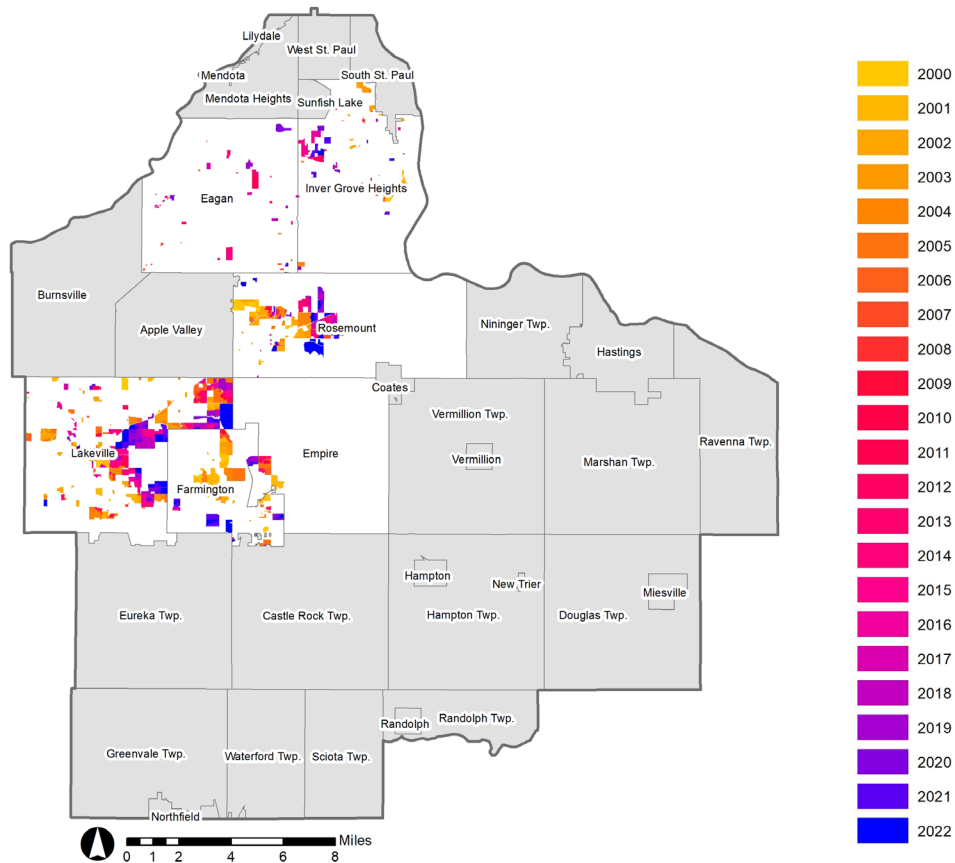 Lilydale
West St. Paul
Mendota
South St. Paul
Mendota Heights
Sunfish Lake
Eagan
Inver Grove Heights
Burnsville
Apple Valley
Rosemount
Nininger Twp.
Hastings
Coates
Vermillion Twp.
Ravenna Twp.
Lakeville
Empire
Vermillion
Marshan Twp.
Farmington
Hampton
New Trier
Miesville
Eureka Twp.
Castle Rock Twp.
Hampton Twp.
Douglas Twp.
Randolph
Randolph Twp.
Greenvale Twp.
Waterford Twp.
Sciota Twp.
Northfield
Miles
0 1 2 4 6 8
2000
2001
2002
2003
2004
2005
2006
2007
2008
2009
2010
2011
2012
2013
2014
2015
2016
2017
2018
2019
2020
2021
2022